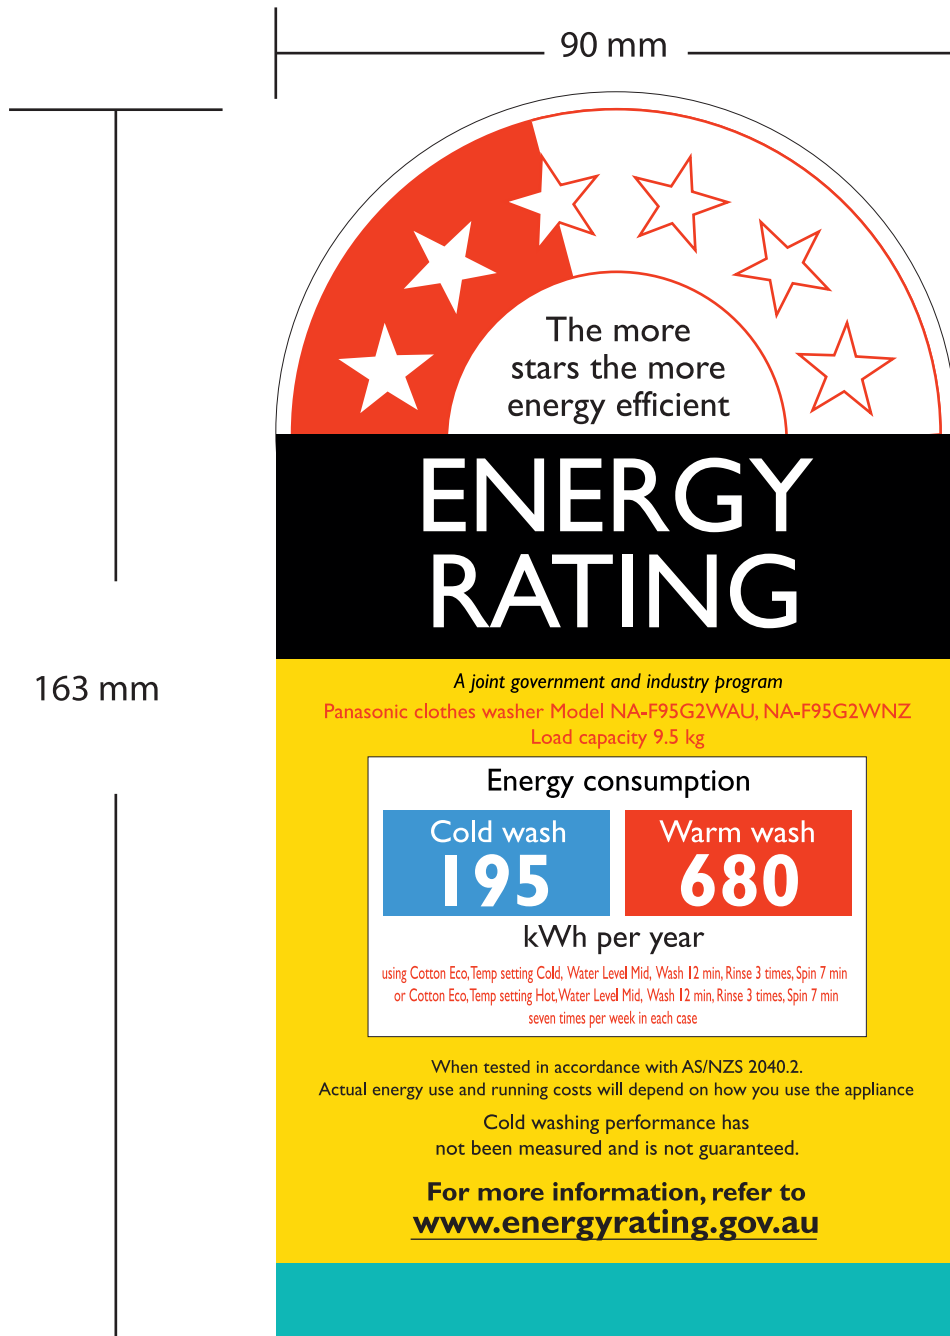 90 mm
The more
stars the more
energy efficient
ENERGY
RATING
163 mm
A joint government and industry program
Panasonic clothes washer Model NA-F95G2WAU, NA-F95G2WNZ
Load capacity 9.5 kg
Energy consumption
Cold wash
195
Warm wash
680
kWh per year
using Cotton Eco, Temp setting Cold, Water Level Mid, Wash 12 min, Rinse 3 times, Spin 7 min
or Cotton Eco, Temp setting Hot, Water Level Mid, Wash 12 min, Rinse 3 times, Spin 7 min
seven times per week in each case
When tested in accordance with AS/NZS 2040.2.
Actual energy use and running costs will depend on how you use the appliance
Cold washing performance has
not been measured and is not guaranteed.
For more information, refer to
www.energyrating.gov.au